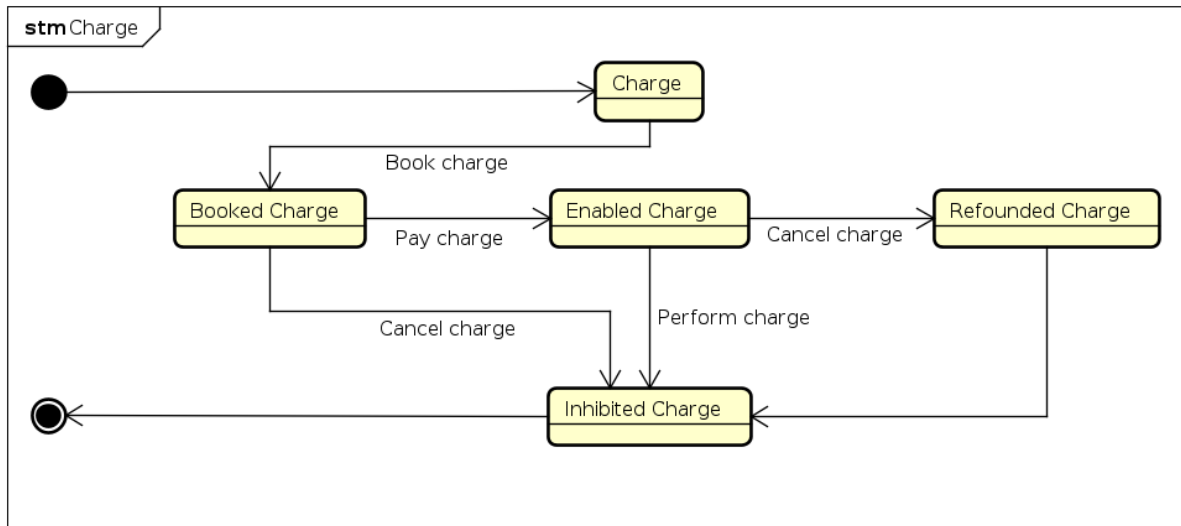 stm Charge
Charge
Book charge
Booked Charge
Enabled Charge
Refounded Charge
Pay charge
Cancel charge
Perform charge
Cancel charge
Inhibited Charge